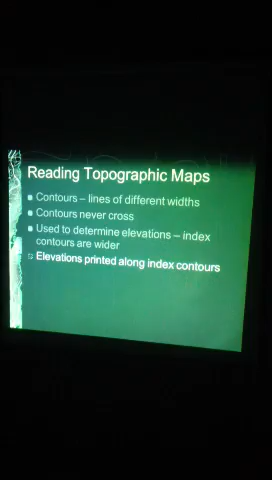 Reading Topographic Maps
Contours – lines of different widths
Contours never cross
Used to determine elevations – index
contours are wider
Elevations printed along index contours